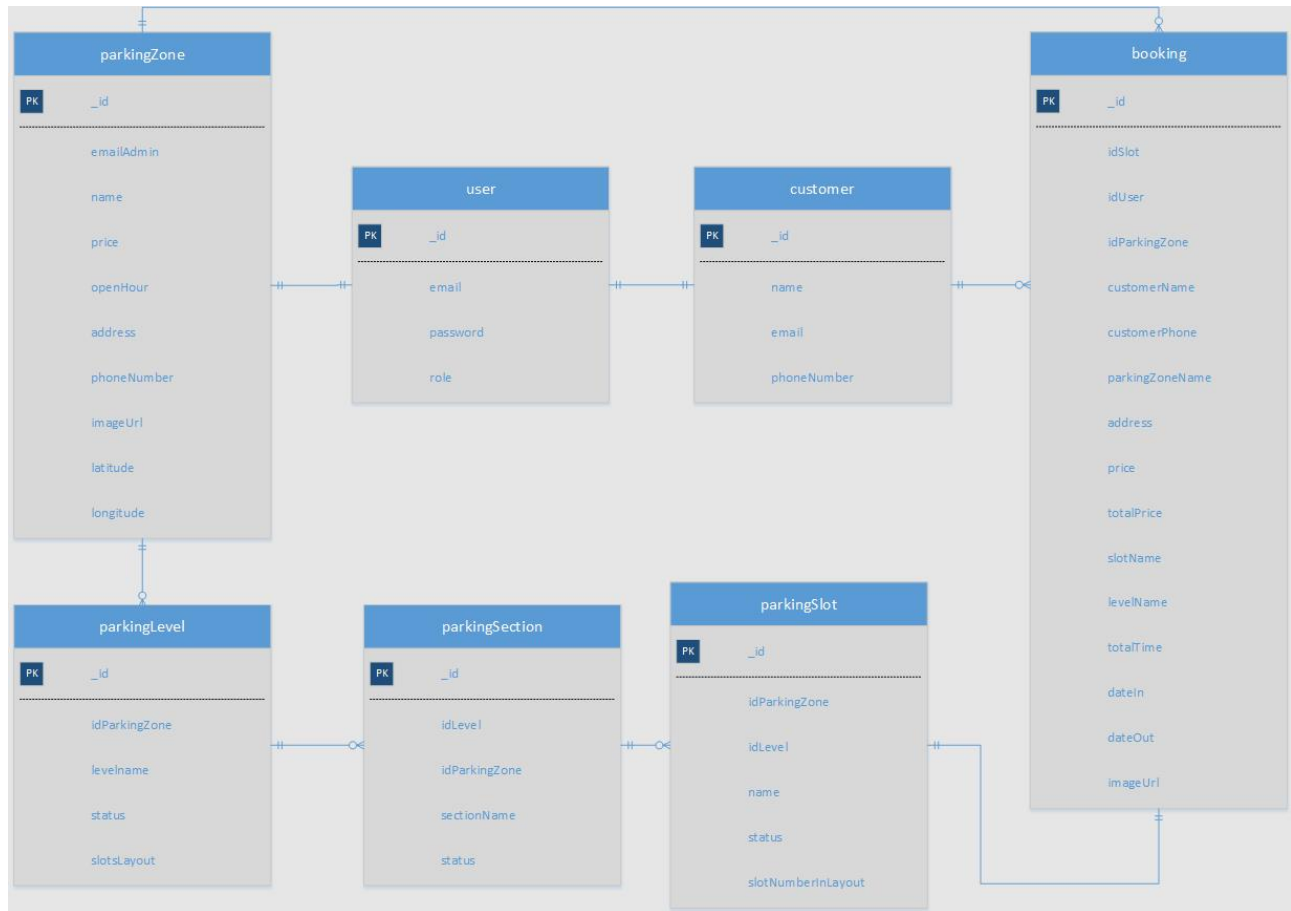 parkingZone
PK _id
emailAdmin
name
price
openHour
address
phoneNumber
imageUrl
latitude
longitude
user
PK _id
email
password
role
customer
PK _id
name
email
phoneNumber
booking
PK _id
idSlot
idUser
idParkingZone
customerName
customerPhone
parkingZoneName
address
price
totalPrice
slotName
levelName
totalTime
dateIn
dateOut
imageUrl
parkingLevel
PK _id
idParkingZone
levelname
status
slotsLayout
parkingSection
PK _id
idLevel
idParkingZone
sectionName
status
parkingSlot
PK _id
idParkingZone
idLevel
name
status
slotNumberInLayout